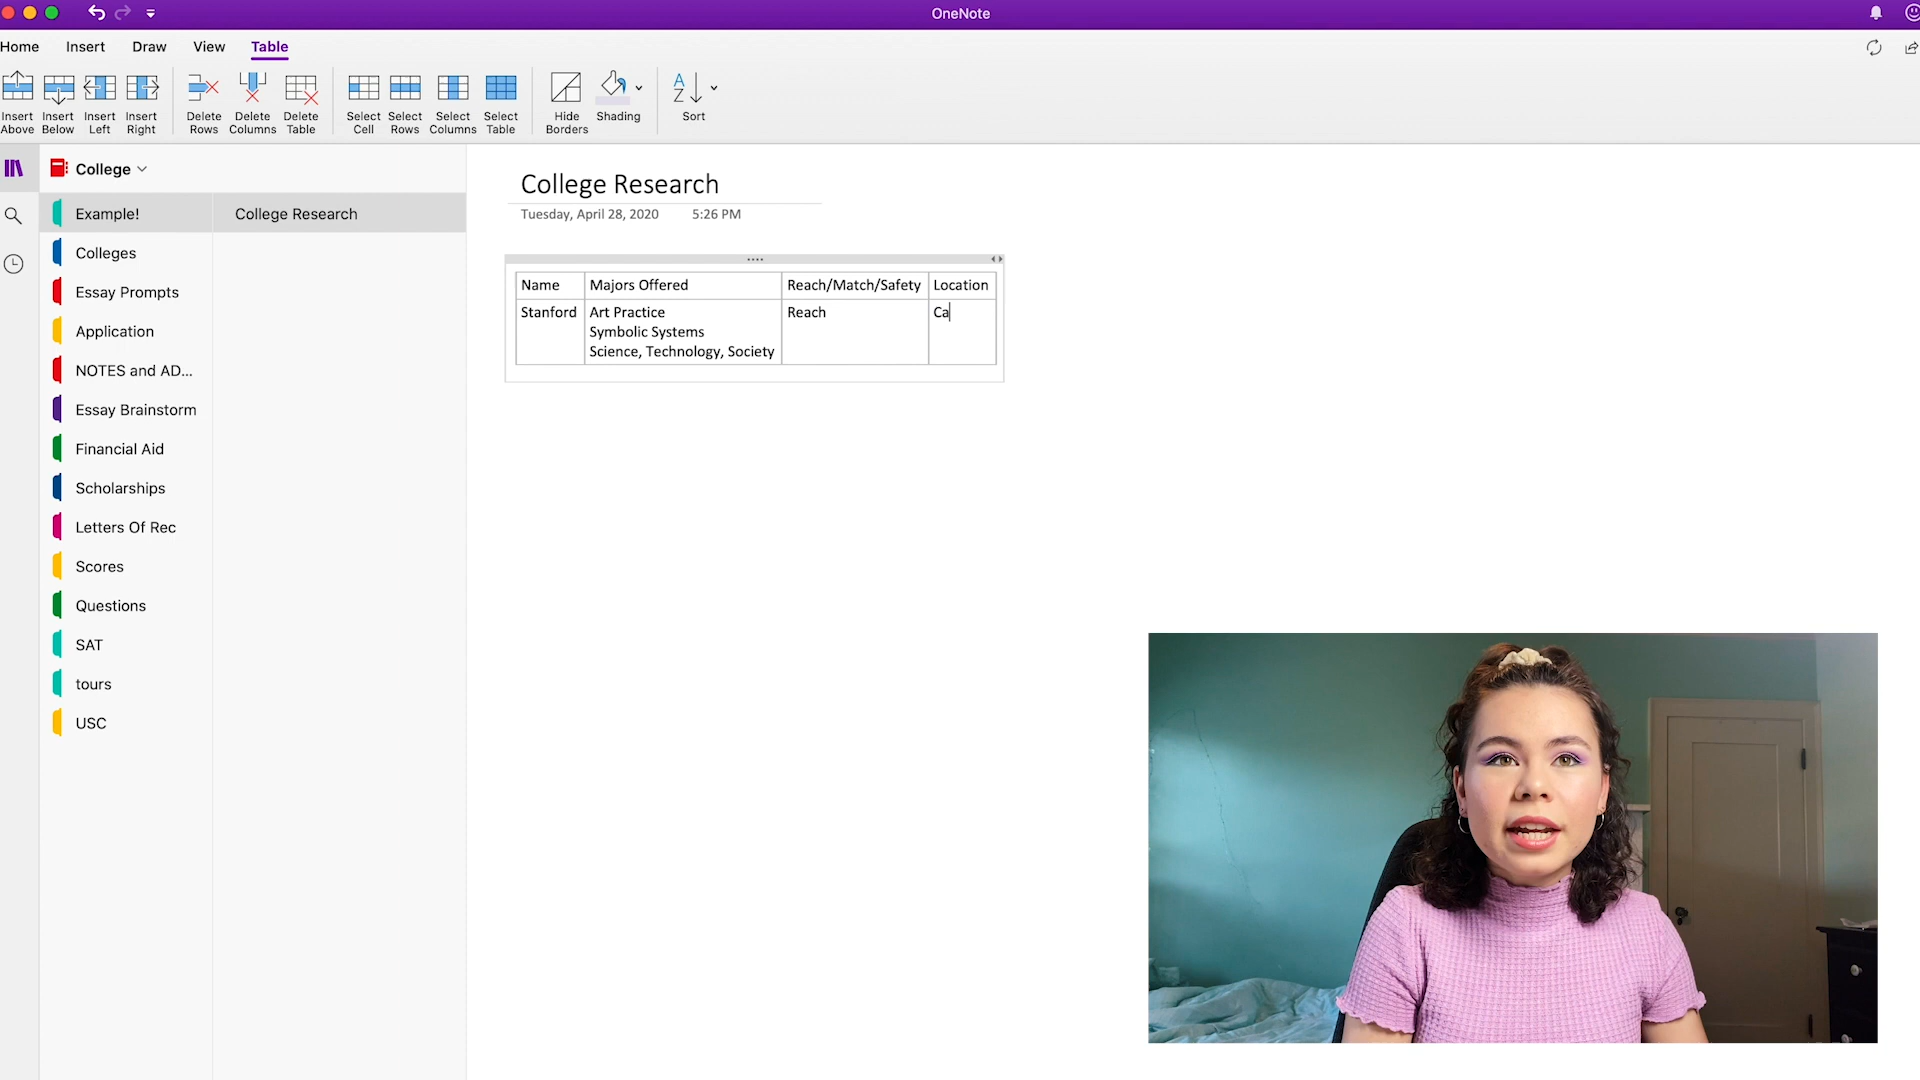 OneNote
Home Insert Draw View Table
Insert Above
Insert Below
Insert Left
Insert Right
Delete Rows
Delete Columns
Delete Table
Select Cell
Select Rows
Select Columns
Select Table
Hide Borders
Shading
A Z Sort
College
Example!
Colleges
Essay Prompts
Application
NOTES and AD...
Essay Brainstorm
Financial Aid
Scholarships
Letters Of Rec
Scores
Questions
SAT
tours
USC
College Research
College Research
Tuesday, April 28, 2020 5:26 PM
Name Majors Offered Reach/Match/Safety Location
Stanford Art Practice Reach Ca
Symbolic Systems
Science, Technology, Society